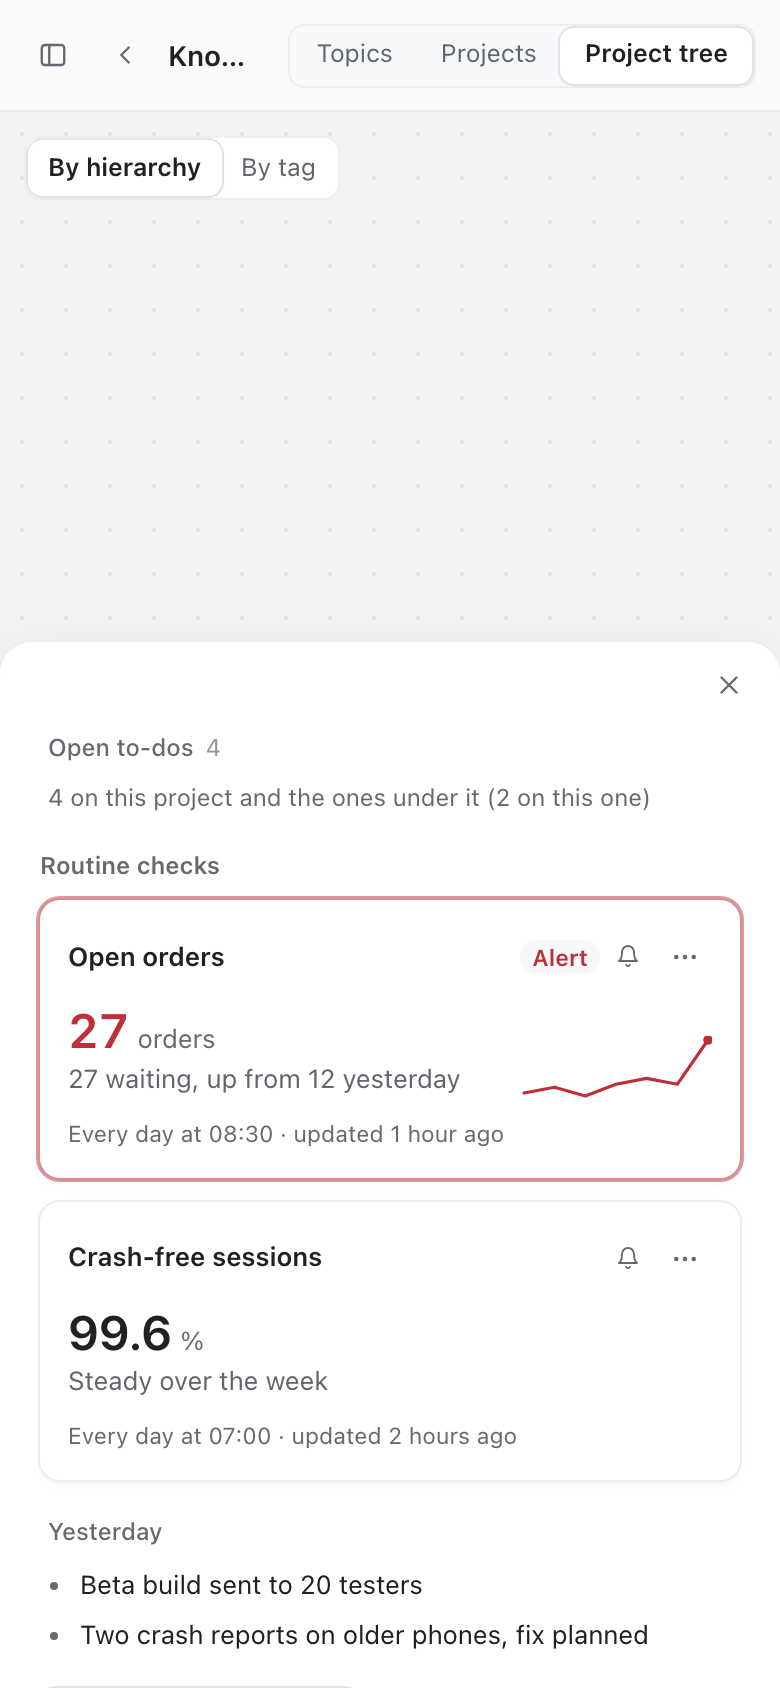 Kno...
Topics
Projects
Project tree
By hierarchy
By tag
Open to-dos 4
4 on this project and the ones under it (2 on this one)
Routine checks
Open orders
Alert
27 orders
27 waiting, up from 12 yesterday
Every day at 08:30 · updated 1 hour ago
Crash-free sessions
99.6 %
Steady over the week
Every day at 07:00 · updated 2 hours ago
Yesterday
• Beta build sent to 20 testers
• Two crash reports on older phones, fix planned